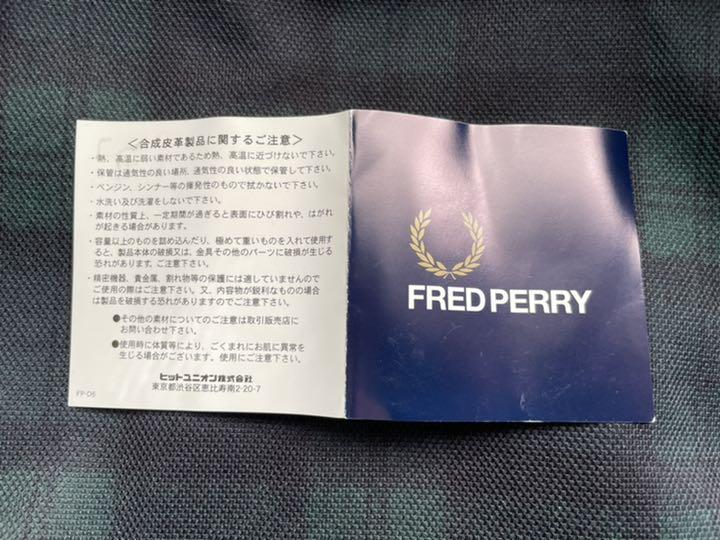 ＜合成皮革製品に関するご注意＞
・熱、高温に弱い素材であるため熱、高温に近づけないで下さい。
・保管は通気性の良い場所、通気性の良い状態で保管して下さい。
・ベンジン、シンナー等の揮発性のもので拭かないで下さい。
・水洗い及び洗濯をしないで下さい。
・素材の性質上、一定期間が過ぎると表面にひび割れや、はがれ
が起きる場合があります。
・容量以上のものを詰め込んだり、極めて重いものを入れて使用す
ると、製品本体の破損又は、金具その他のパーツに破損が生じる
恐れがあります。ご注意下さい。
・精密機器、貴金属、割れ物等の保護には適していませんので
ご使用の際はご注意下さい。又、内容物が鋭利なものの場合
は製品を破損する恐れがありますのでご注意下さい。
●その他の素材についてのご注意は取引販売店に
お問い合わせ下さい。
●使用時に体質等により、ごくまれにお肌に異常を
生じる場合がございます。使用にご注意下さい。
ヒットユニオン株式会社
東京都渋谷区恵比寿南2-20-7
FP-D6
FRED PERRY